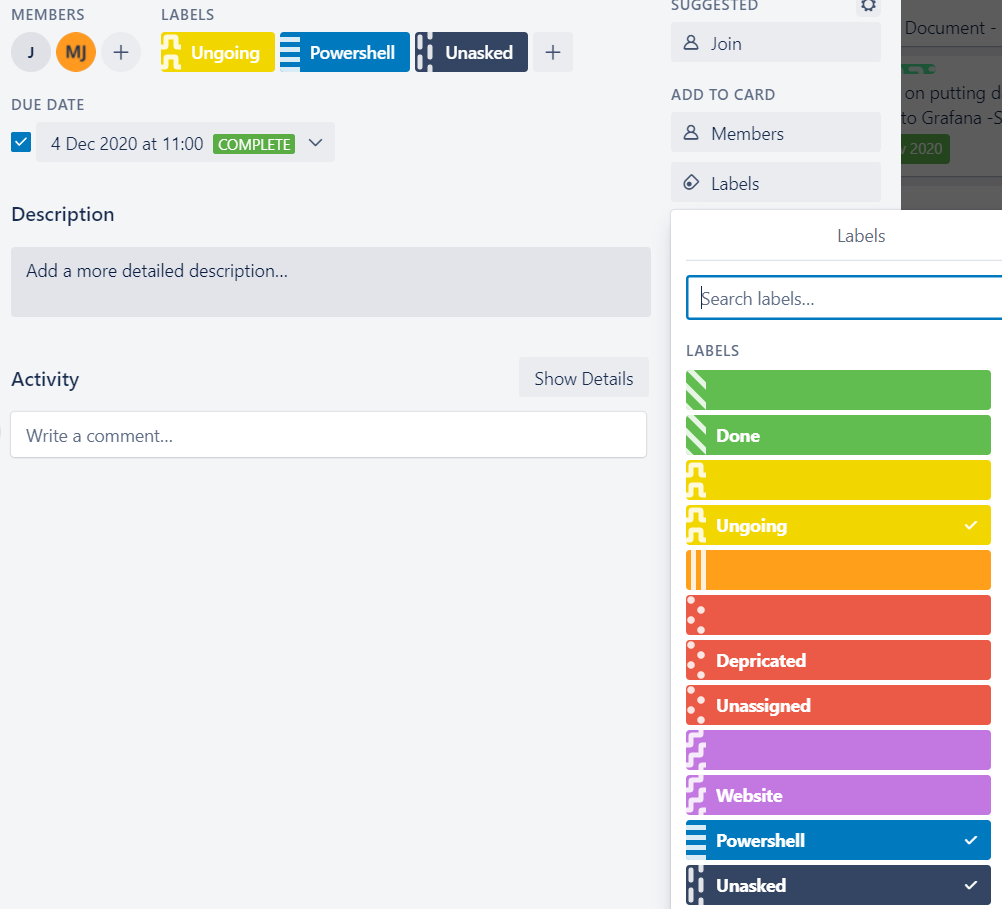 MEMBERS
J
MJ
LABELS
Ungoing
Powershell
Unasked
DUE DATE
4 Dec 2020 at 11:00 COMPLETE
Description
Add a more detailed description…
Activity
Show Details
Write a comment…
SUGGESTED
Join
ADD TO CARD
Members
Labels
Document -
on putting
to Grafana -S
2020
Labels
Search labels…
LABELS
Done
Ungoing
Depricated
Unassigned
Website
Powershell
Unasked